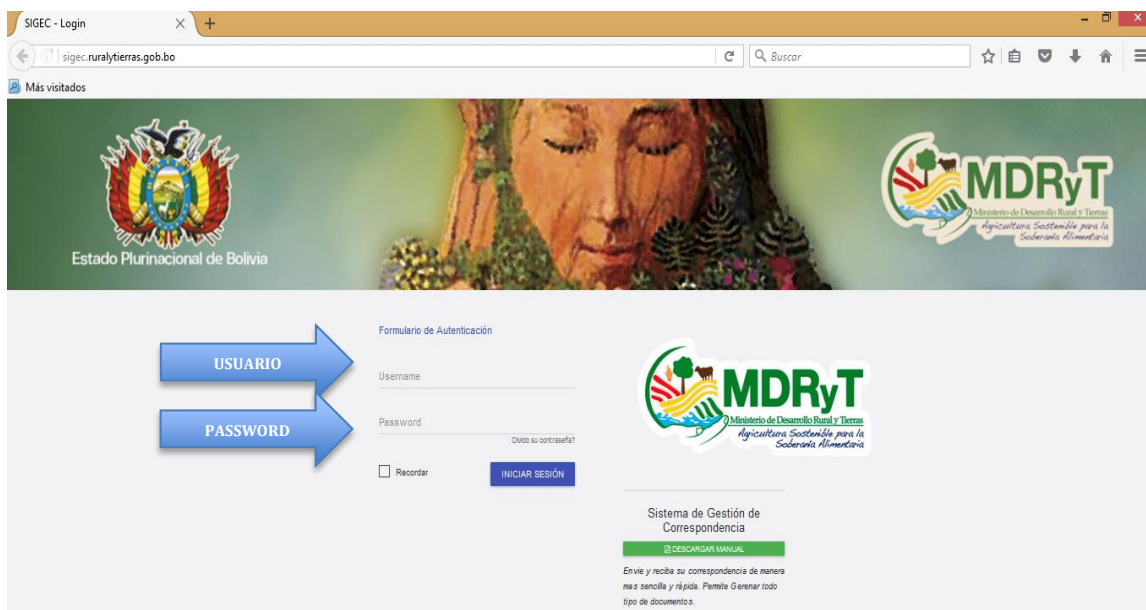 SIGEC - Login
sigec.ruralytierras.gob.bo
Buscar
Más visitados
Estado Plurinacional de Bolivia
MDRyT
Ministerio de Desarrollo Rural y Tierras
Agricultura Sostenible para la
Soberanía Alimentaria
Formulario de Autenticación
USUARIO
Username
PASSWORD
Password
Olvido su contraseña?
Recordar
INICIAR SESIÓN
MDRyT
Ministerio de Desarrollo Rural y Tierras
Agricultura Sostenible para la
Soberanía Alimentaria
Sistema de Gestión de
Correspondencia
DESCARGAR MANUAL
Envie y reciba su correspondencia de manera
mas sencilla y rápida. Permite Gerenar todo
tipo de documentos.